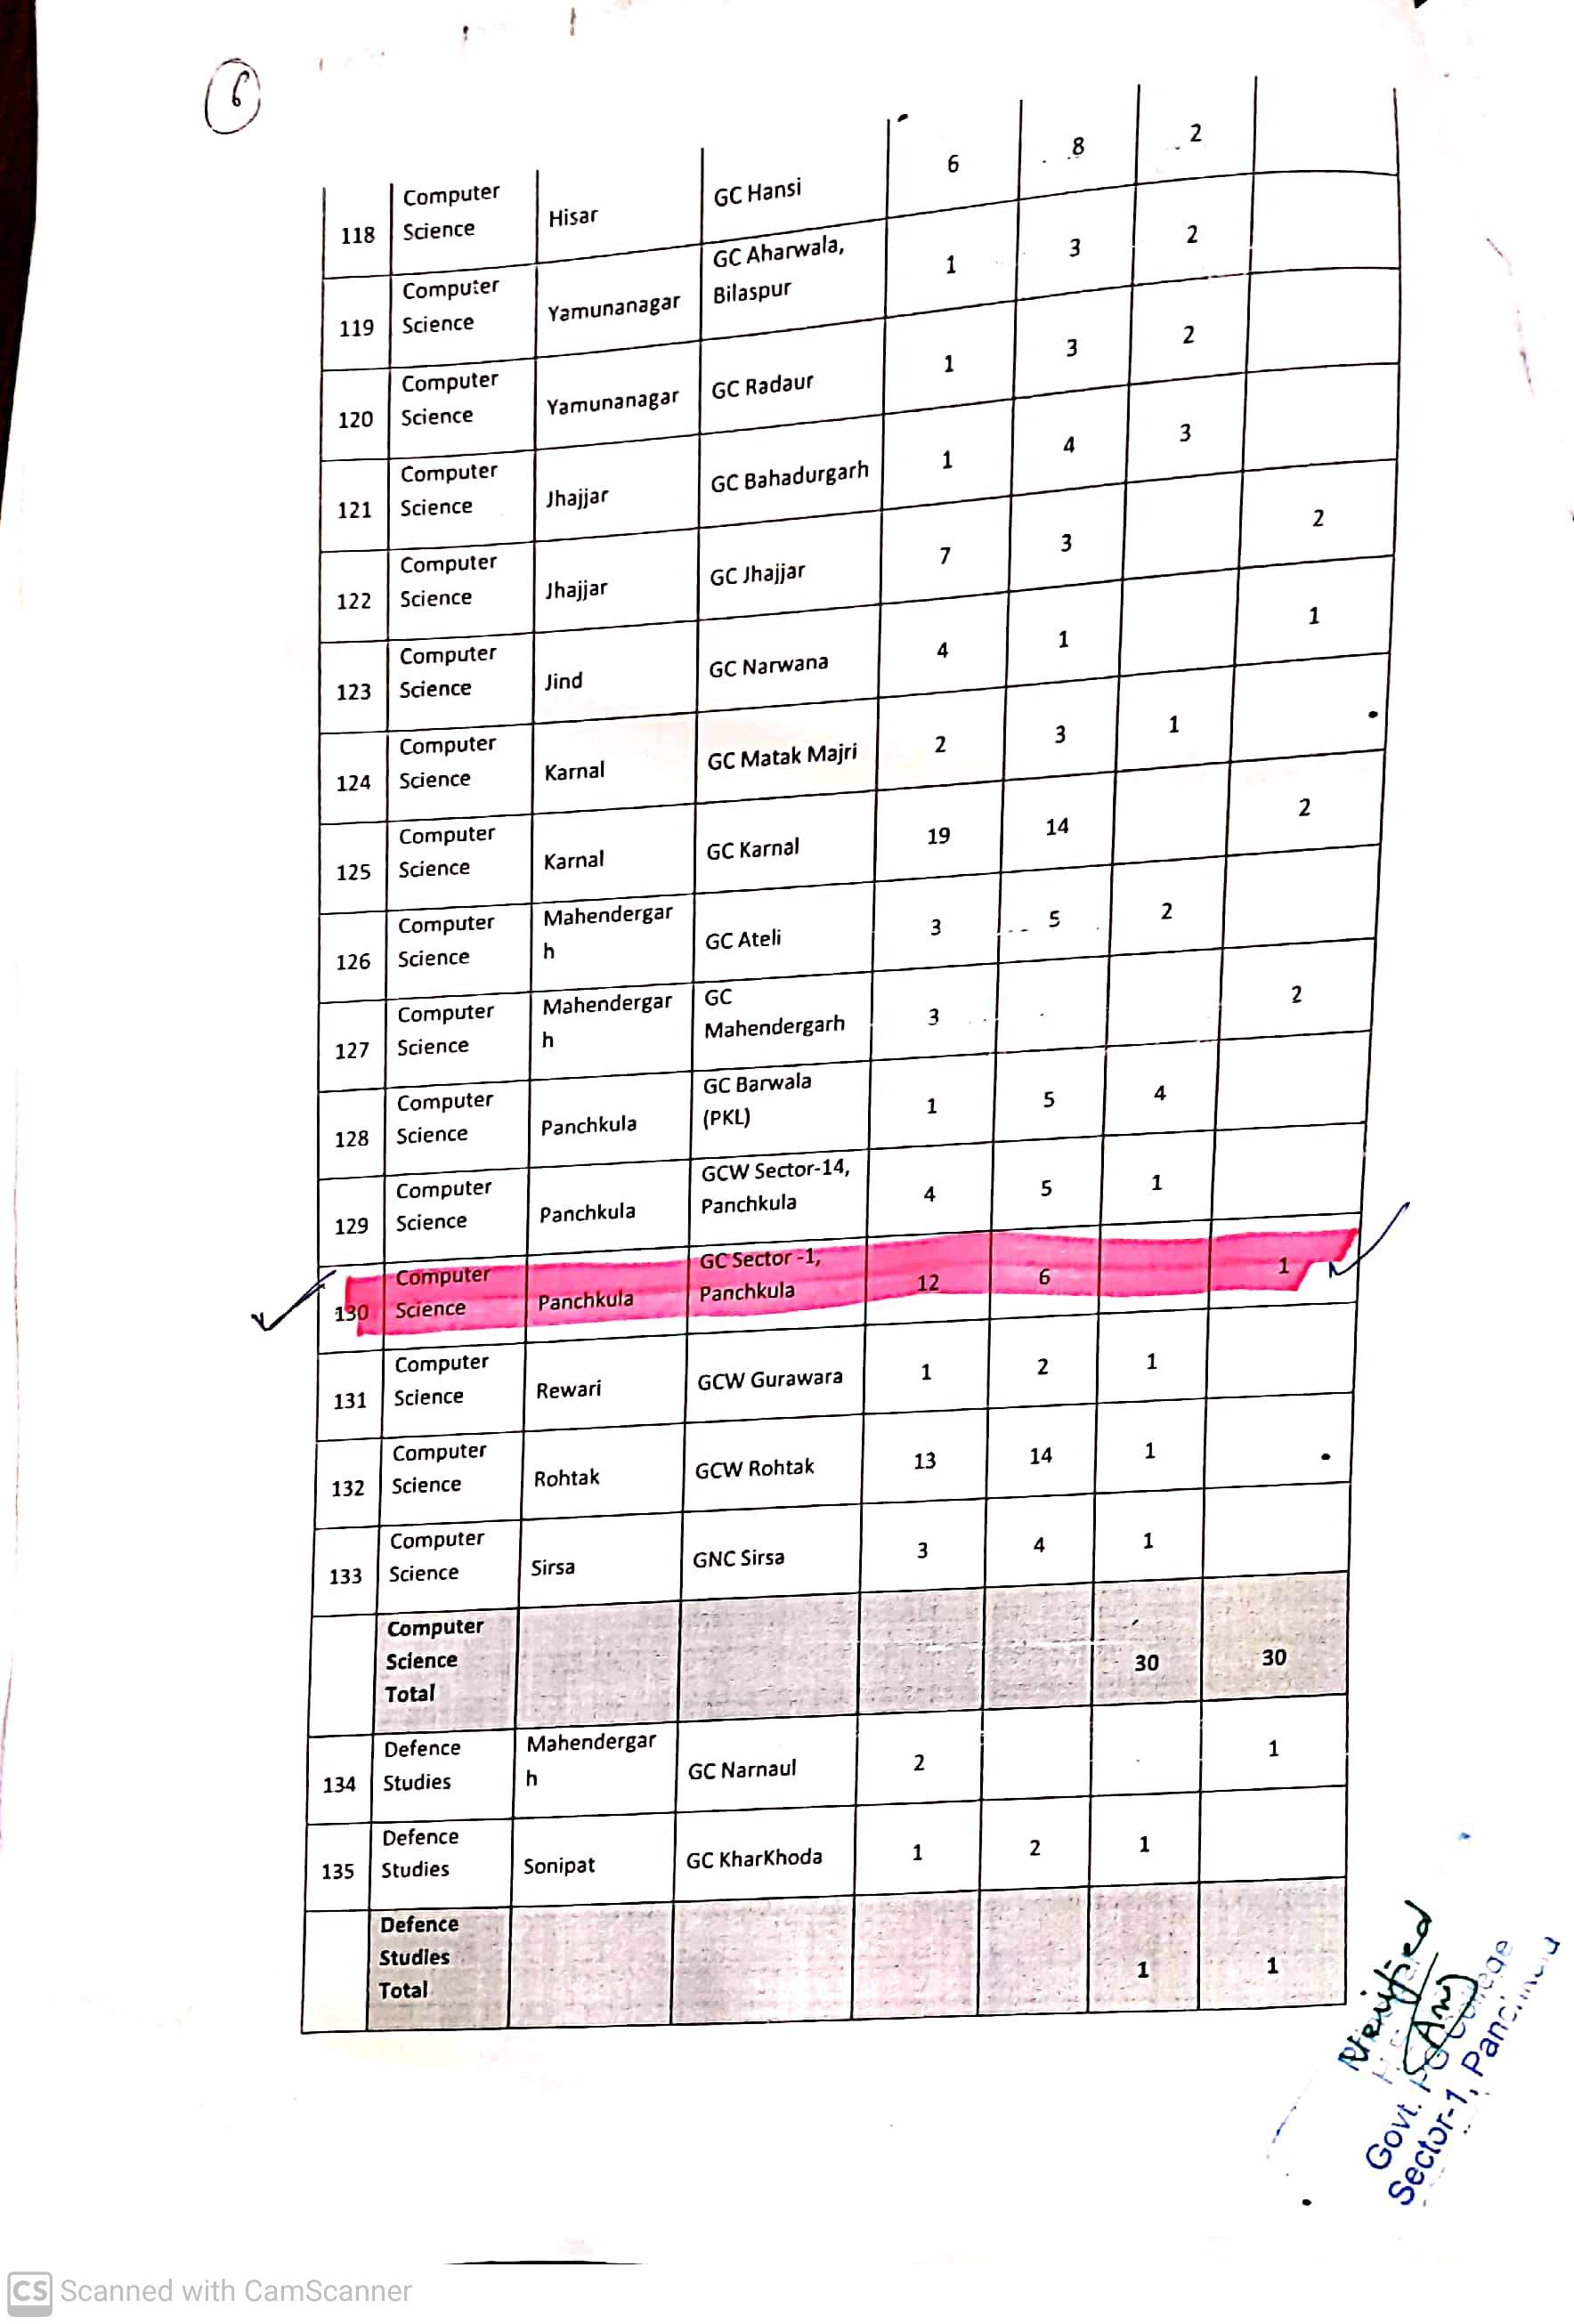 6
118 Computer Science Hisar GC Hansi 6 8 2
119 Computer Science Yamunanagar GC Aharwala, Bilaspur 1 3 2
120 Computer Science Yamunanagar GC Radaur 1 3 2
121 Computer Science Jhajjar GC Bahadurgarh 1 4 3
122 Computer Science Jhajjar GC Jhajjar 7 3 2
123 Computer Science Jind GC Narwana 4 1 1
124 Computer Science Karnal GC Matak Majri 2 3 1
125 Computer Science Karnal GC Karnal 19 14 2
126 Computer Science Mahendergarh GC Ateli 3 5 2
127 Computer Science Mahendergarh GC Mahendergarh 3 2
128 Computer Science Panchkula GC Barwala (PKL) 1 5 4
129 Computer Science Panchkula GCW Sector-14, Panchkula 4 5 1
130 Computer Science Panchkula GC Sector -1, Panchkula 12 6 1
131 Computer Science Rewari GCW Gurawara 1 2 1
132 Computer Science Rohtak GCW Rohtak 13 14 1
133 Computer Science Sirsa GNC Sirsa 3 4 1
Computer Science Total 30 30
134 Defence Studies Mahendergarh GC Narnaul 2 1
135 Defence Studies Sonipat GC KharKhoda 1 2 1
Defence Studies Total 1 1
Verified
Govt. PG College
Sector-1, Panchkula
CS Scanned with CamScanner